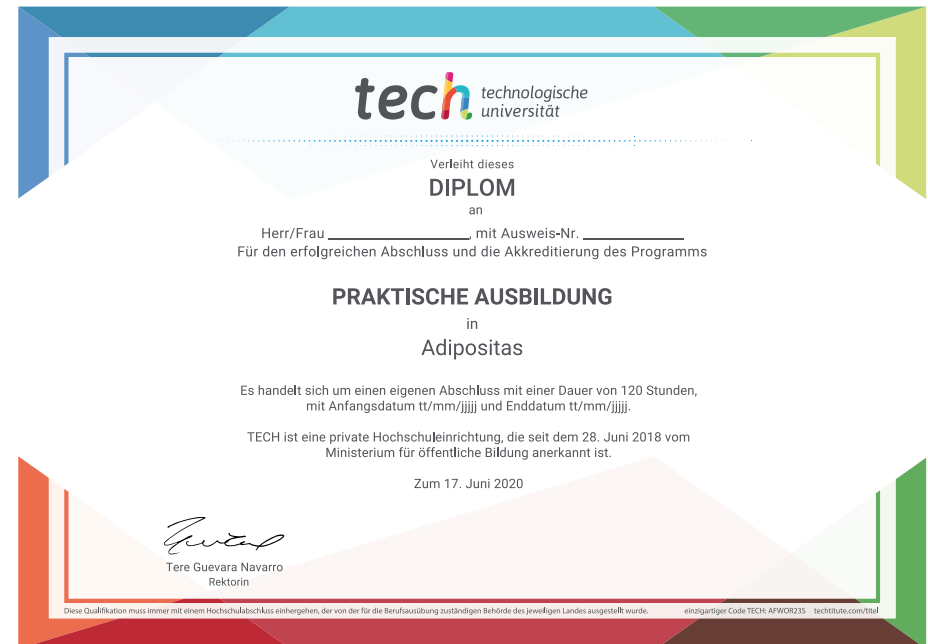 tech technologische
universität
Verleiht dieses
DIPLOM
an
Herr/Frau ________________, mit Ausweis-Nr. ____________
Für den erfolgreichen Abschluss und die Akkreditierung des Programms
PRAKTISCHE AUSBILDUNG
in
Adipositas
Es handelt sich um einen eigenen Abschluss mit einer Dauer von 120 Stunden,
mit Anfangsdatum tt/mm/jjjjj und Enddatum tt/mm/jjjjj.
TECH ist eine private Hochschuleinrichtung, die seit dem 28. Juni 2018 vom
Ministerium für öffentliche Bildung anerkannt ist.
Zum 17. Juni 2020
Tere Guevara Navarro
Rektorin
Diese Qualifikation muss immer mit einem Hochschulabschluss einhergehen, der von der für die Berufsausübung zuständigen Behörde des jeweiligen Landes ausgestellt wurde. einzigartiger Code TECH: AFWOR23S techtitute.com/titel